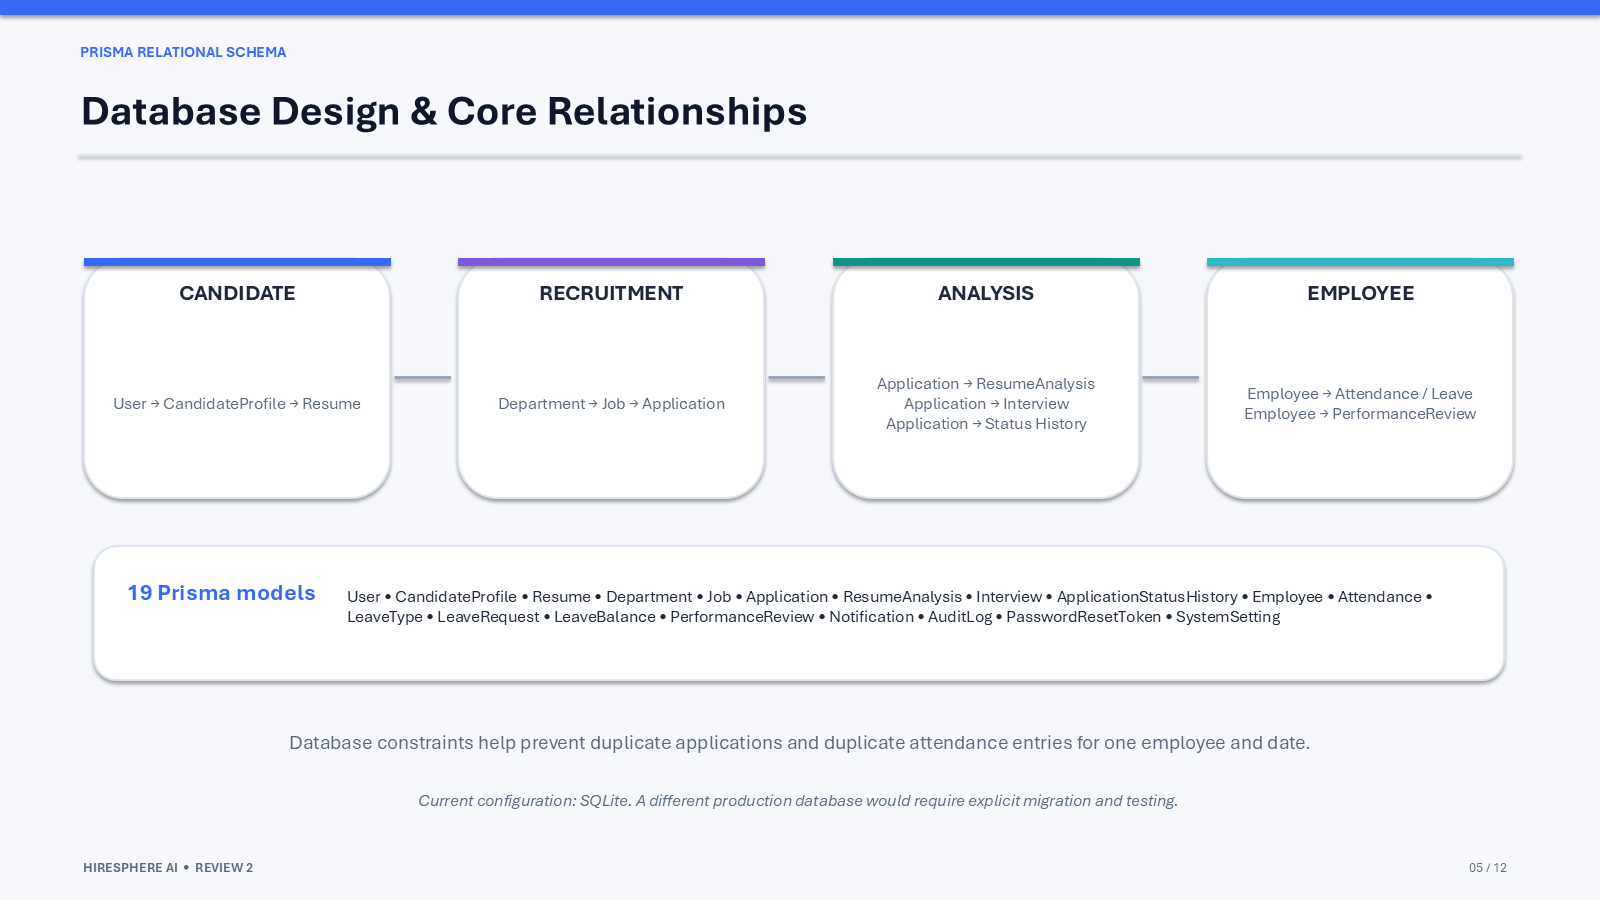 PRISMA RELATIONAL SCHEMA
Database Design & Core Relationships
CANDIDATE
User → CandidateProfile → Resume
RECRUITMENT
Department → Job → Application
ANALYSIS
Application → ResumeAnalysis
Application → Interview
Application → Status History
EMPLOYEE
Employee → Attendance / Leave
Employee → PerformanceReview
19 Prisma models
User • CandidateProfile • Resume • Department • Job • Application • ResumeAnalysis • Interview • ApplicationStatusHistory • Employee • Attendance •
LeaveType • LeaveRequest • LeaveBalance • PerformanceReview • Notification • AuditLog • PasswordResetToken • SystemSetting
Database constraints help prevent duplicate applications and duplicate attendance entries for one employee and date.
Current configuration: SQLite. A different production database would require explicit migration and testing.
HIRESPHERE AI • REVIEW 2
05 / 12